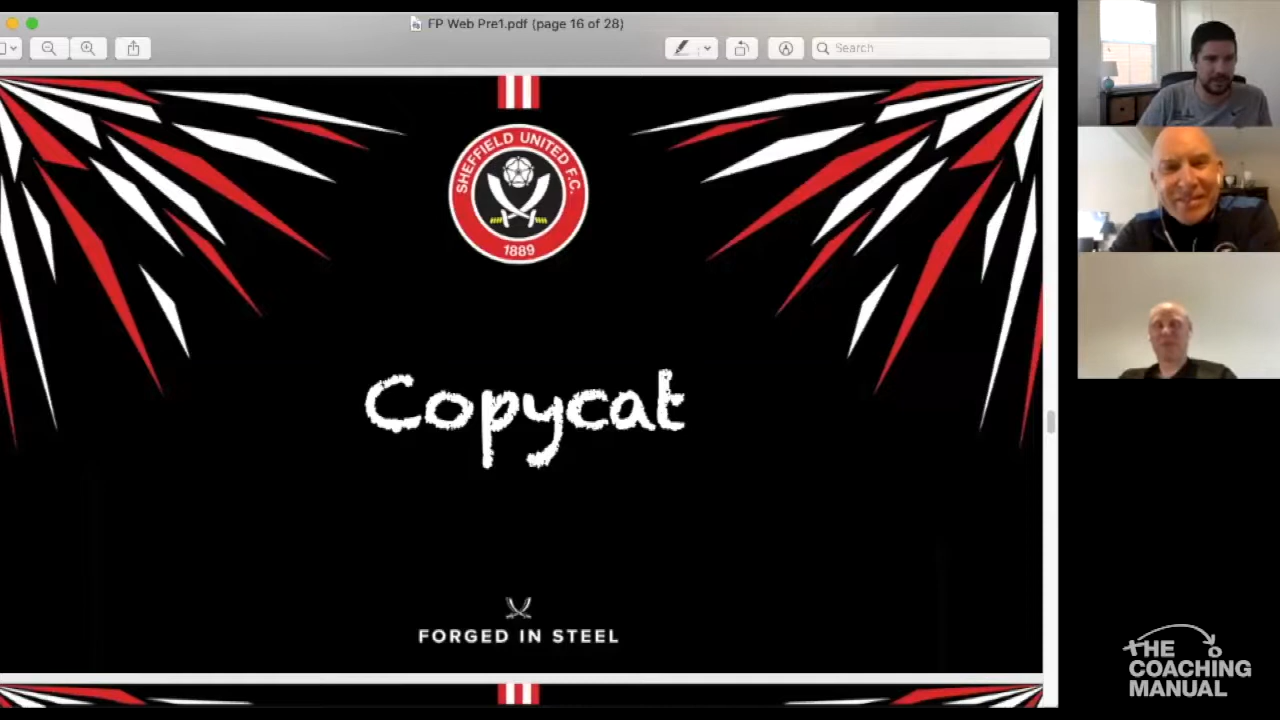 FP Web Pre1.pdf (page 16 of 28)
Search
SHEFFIELD UNITED F.C.
1889
Copycat
FORGED IN STEEL
THE
COACHING
MANUAL